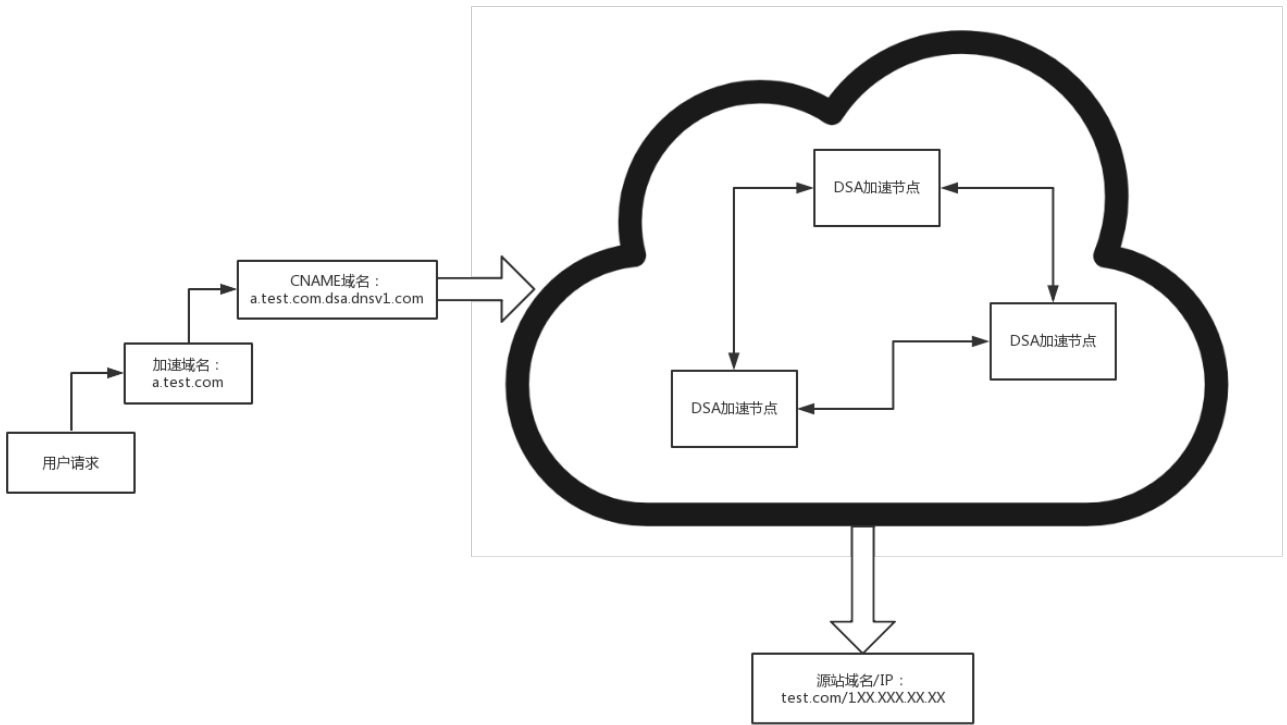 DSA加速节点
CNAME域名：
a.test.com.dsa.dnsv1.com
DSA加速节点
加速域名：
a.test.com
DSA加速节点
用户请求
源站域名/IP：
test.com/1XX.XXX.XX.XX